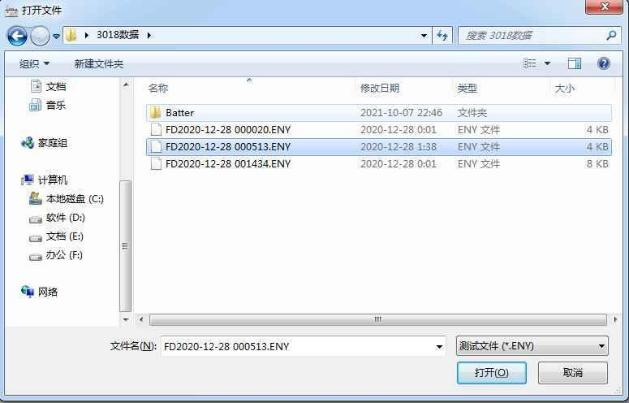 打开文件
3018数据
搜索 3018数据
组织 新建文件夹
文档
音乐
家庭组
计算机
本地磁盘 (C:)
软件 (D:)
文档 (E:)
办公 (F:)
网络
名称 修改日期 类型 大小
Batter 2021-10-07 22:46 文件夹
FD2020-12-28 000020.ENY 2020-12-28 0:01 ENY 文件 4 KB
FD2020-12-28 000513.ENY 2020-12-28 1:38 ENY 文件 4 KB
FD2020-12-28 001434.ENY 2020-12-28 0:01 ENY 文件 8 KB
文件名(N): FD2020-12-28 000513.ENY 测试文件 (*.ENY)
打开(O) 取消